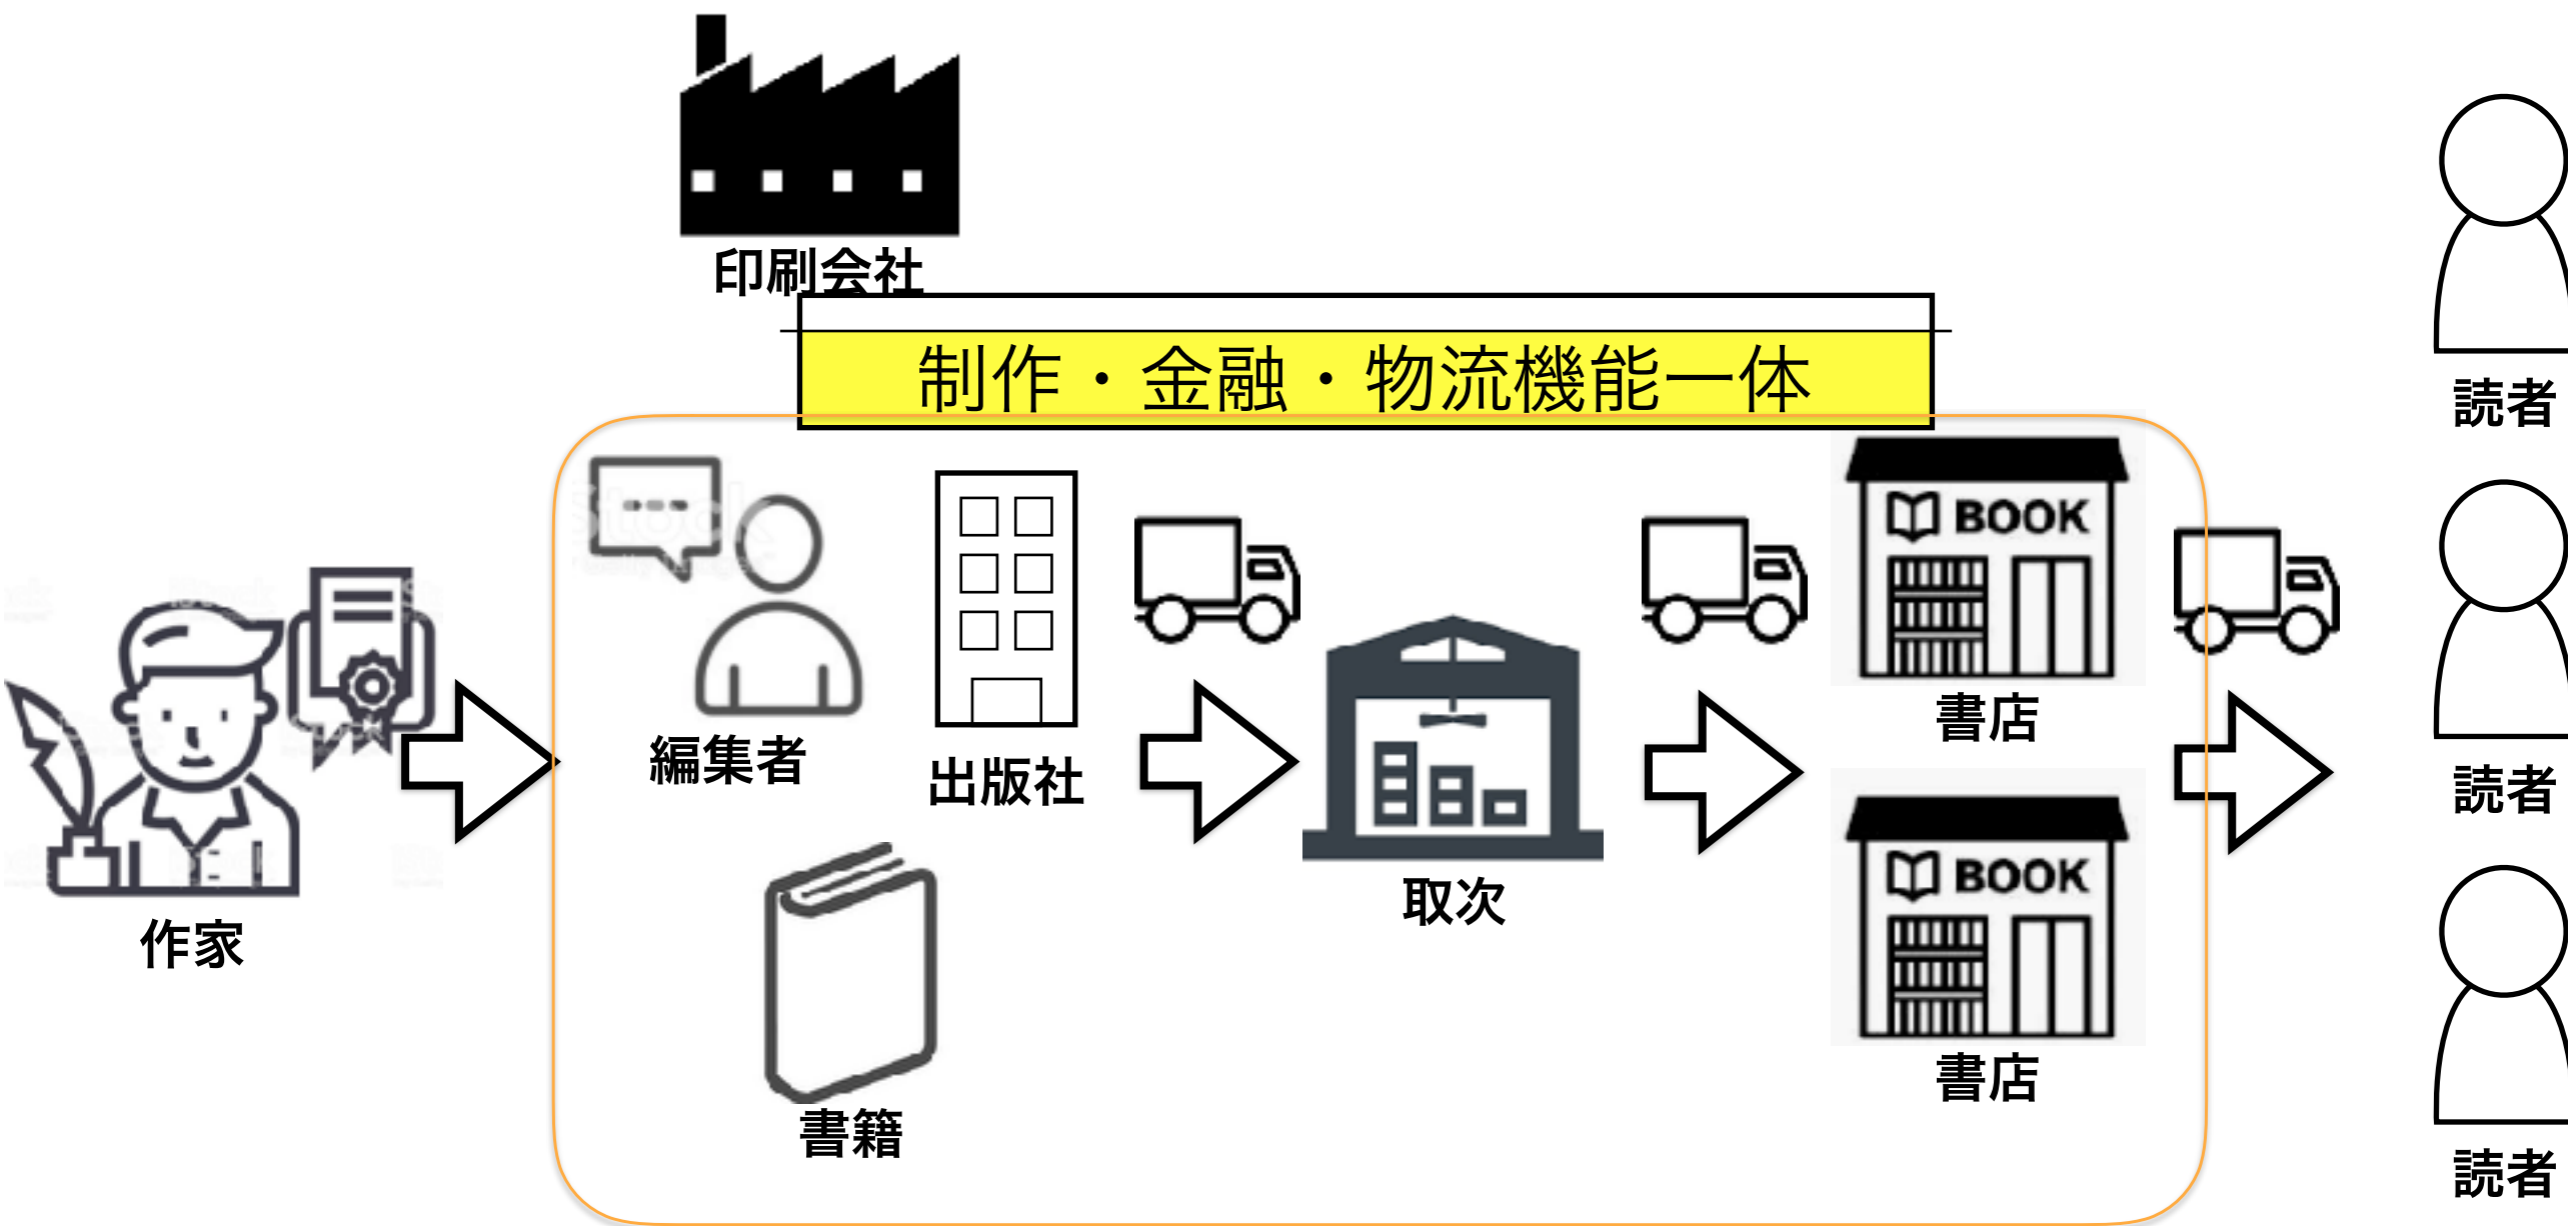 印刷会社
制作・金融・物流機能一体
読者
BOOK
書店
編集者
出版社
読者
取次
作家
BOOK
書店
書籍
読者